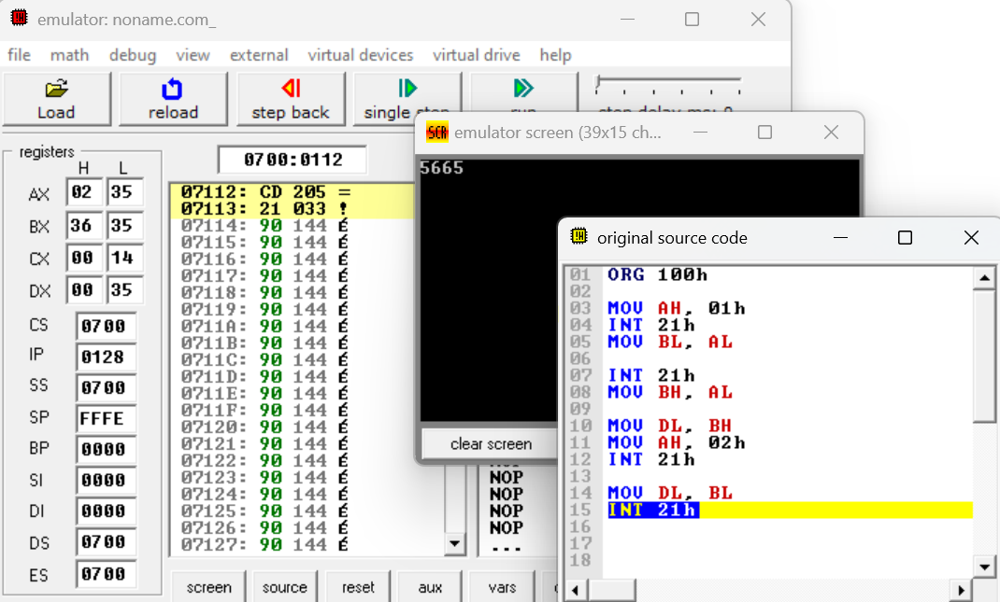 emulator: noname.com_
file math debug view external virtual devices virtual drive help
Load reload step back single step run step delay ms: 0
registers
H L
AX 02 35
BX 36 35
CX 00 14
DX 00 35
CS 0700
IP 0128
SS 0700
SP FFFE
BP 0000
SI 0000
DI 0000
DS 0700
ES 0700
0700:0112
07112: CD 205 =
07113: 21 033 !
07114: 90 144 É
07115: 90 144 É
07116: 90 144 É
07117: 90 144 É
07118: 90 144 É
07119: 90 144 É
0711A: 90 144 É
0711B: 90 144 É
0711C: 90 144 É
0711D: 90 144 É
0711E: 90 144 É
0711F: 90 144 É
07120: 90 144 É
07121: 90 144 É
07122: 90 144 É
07123: 90 144 É
07124: 90 144 É
07125: 90 144 É
07126: 90 144 É
07127: 90 144 É
NOP
NOP
NOP
NOP
...
screen source reset aux vars
SCR emulator screen (39x15 ch...
5665
clear screen
original source code
01 ORG 100h
02
03 MOV AH, 01h
04 INT 21h
05 MOV BL, AL
06
07 INT 21h
08 MOV BH, AL
09
10 MOV DL, BH
11 MOV AH, 02h
12 INT 21h
13
14 MOV DL, BL
15 INT 21h
16
17
18